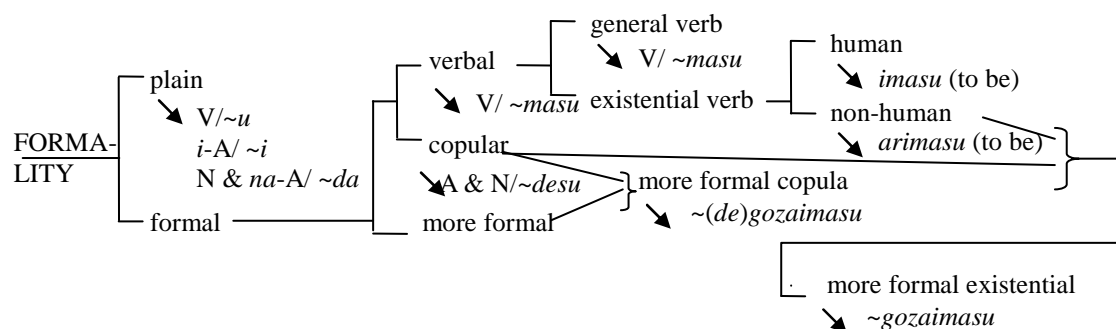 FORMA-
LITY
plain
V/~u
i-A/ ~i
N & na-A/ ~da
formal
verbal
V/ ~masu
copular
A & N/~desu
more formal
general verb
V/ ~masu
existential verb
more formal copula
~(de)gozaimasu
human
imasu (to be)
non-human
arimasu (to be)
more formal existential
~gozaimasu